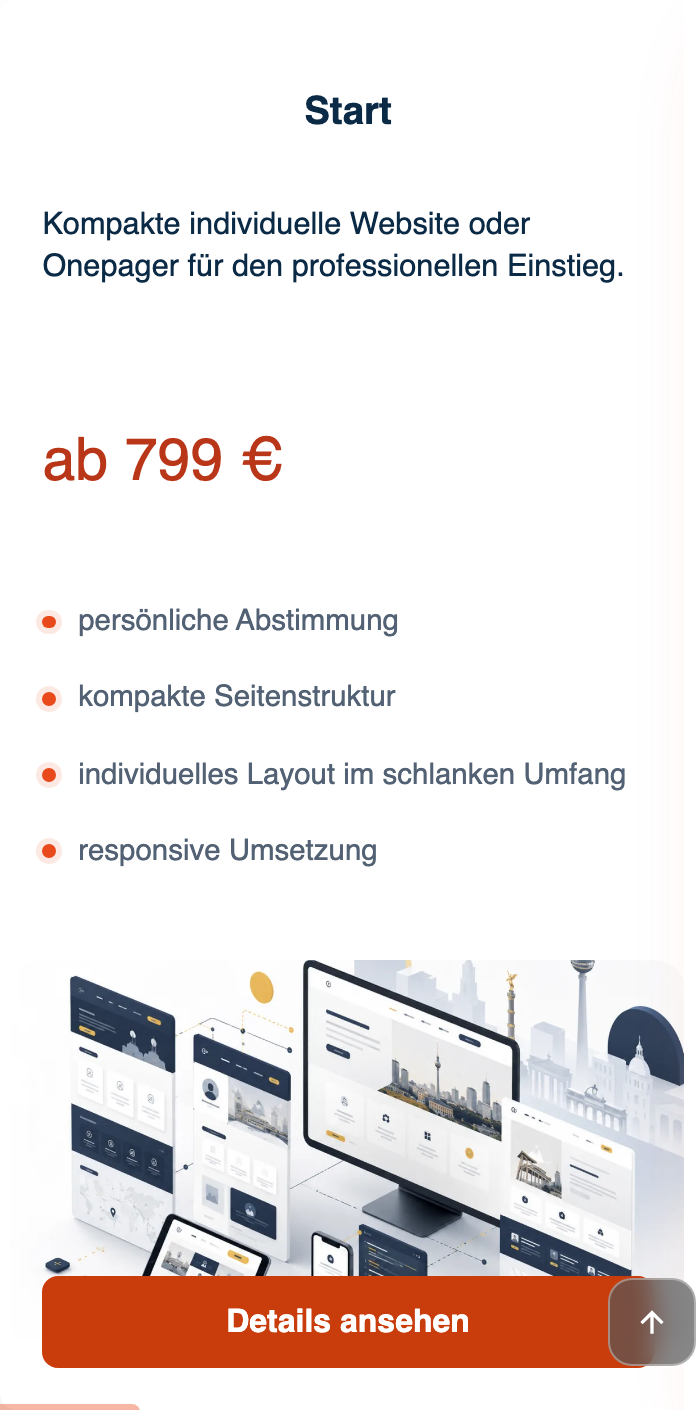 Start
Kompakte individuelle Website oder
Onepager für den professionellen Einstieg.
ab 799 €
persönliche Abstimmung
kompakte Seitenstruktur
individuelles Layout im schlanken Umfang
responsive Umsetzung
Details ansehen